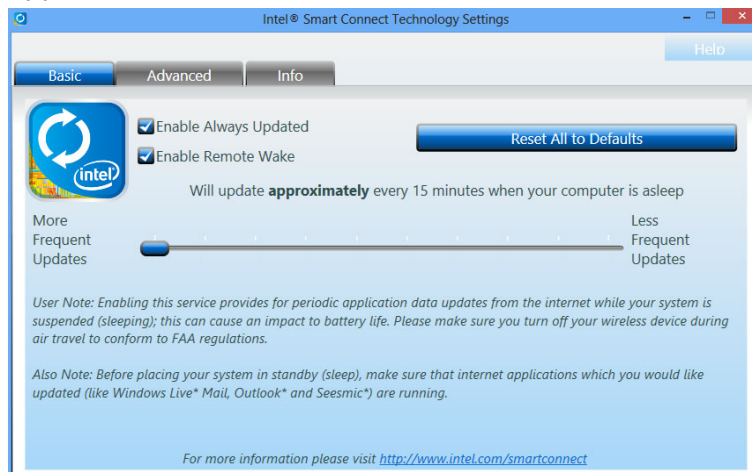 Intel® Smart Connect Technology Settings
Help
Basic Advanced Info
Enable Always Updated
Enable Remote Wake
Reset All to Defaults
intel
Will update approximately every 15 minutes when your computer is asleep
More
Frequent
Updates
Less
Frequent
Updates
User Note: Enabling this service provides for periodic application data updates from the internet while your system is
suspended (sleeping); this can cause an impact to battery life. Please make sure you turn off your wireless device during
air travel to conform to FAA regulations.
Also Note: Before placing your system in standby (sleep), make sure that internet applications which you would like
updated (like Windows Live* Mail, Outlook* and Seesmic*) are running.
For more information please visit http://www.intel.com/smartconnect